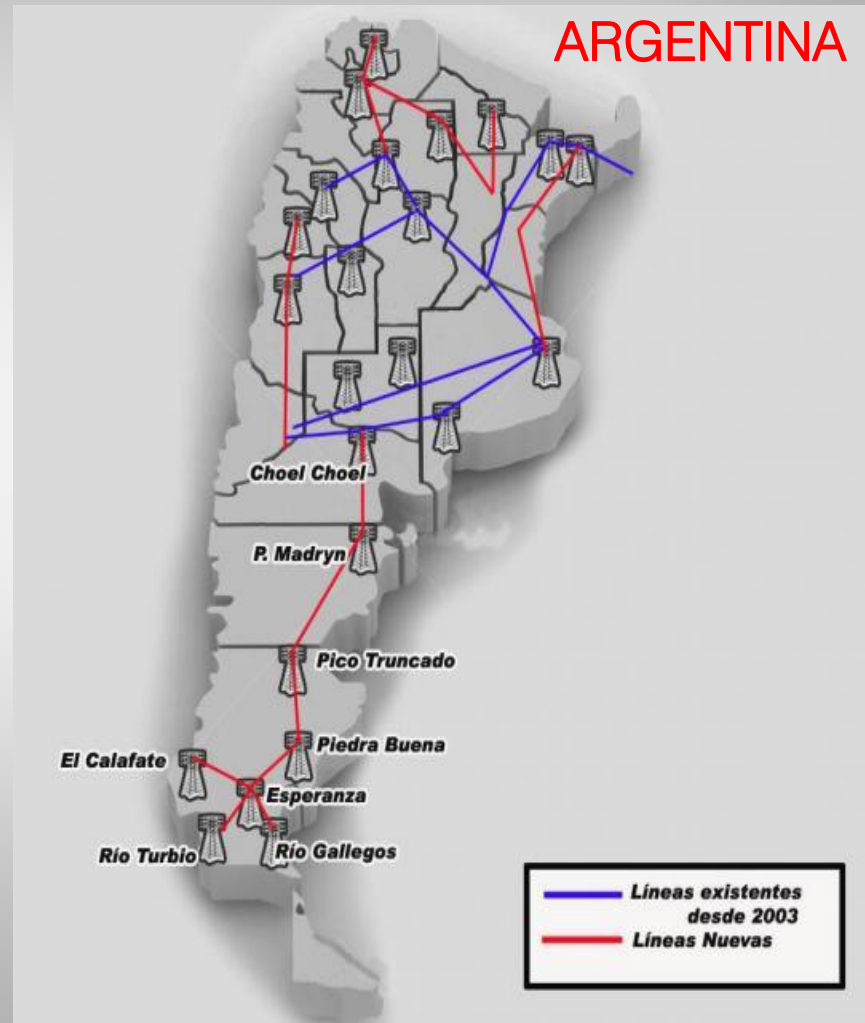 ARGENTINA
Choel Choel
P. Madryn
Pico Truncado
Piedra Buena
El Calafate
Esperanza
Río Turbio
Río Gallegos
Líneas existentes
desde 2003
Líneas Nuevas